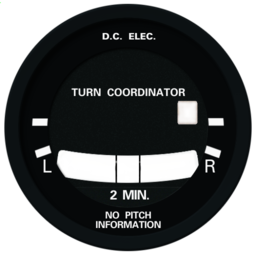 D.C. ELEC.
TURN COORDINATOR
L R
2 MIN.
NO PITCH
INFORMATION